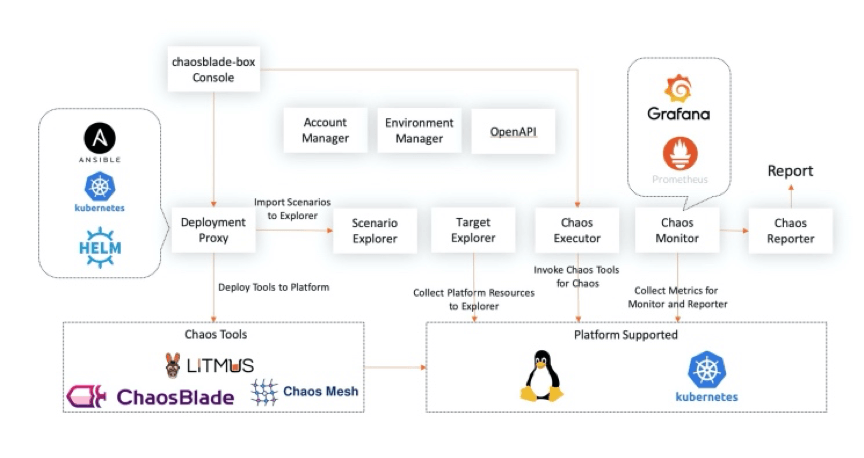 chaosblade-box
Console
Account
Manager
Environment
Manager
OpenAPI
Grafana
Prometheus
ANSIBLE
kubernetes
HELM
Import Scenarios
to Explorer
Report
Deployment
Proxy
Scenario
Explorer
Target
Explorer
Chaos
Executor
Chaos
Monitor
Chaos
Reporter
Deploy Tools to Platform
Collect Platform Resources
to Explorer
Invoke Chaos Tools
for Chaos
Collect Metrics for
Monitor and Reporter
Chaos Tools
LITMUS
ChaosBlade
Chaos Mesh
Platform Supported
kubernetes